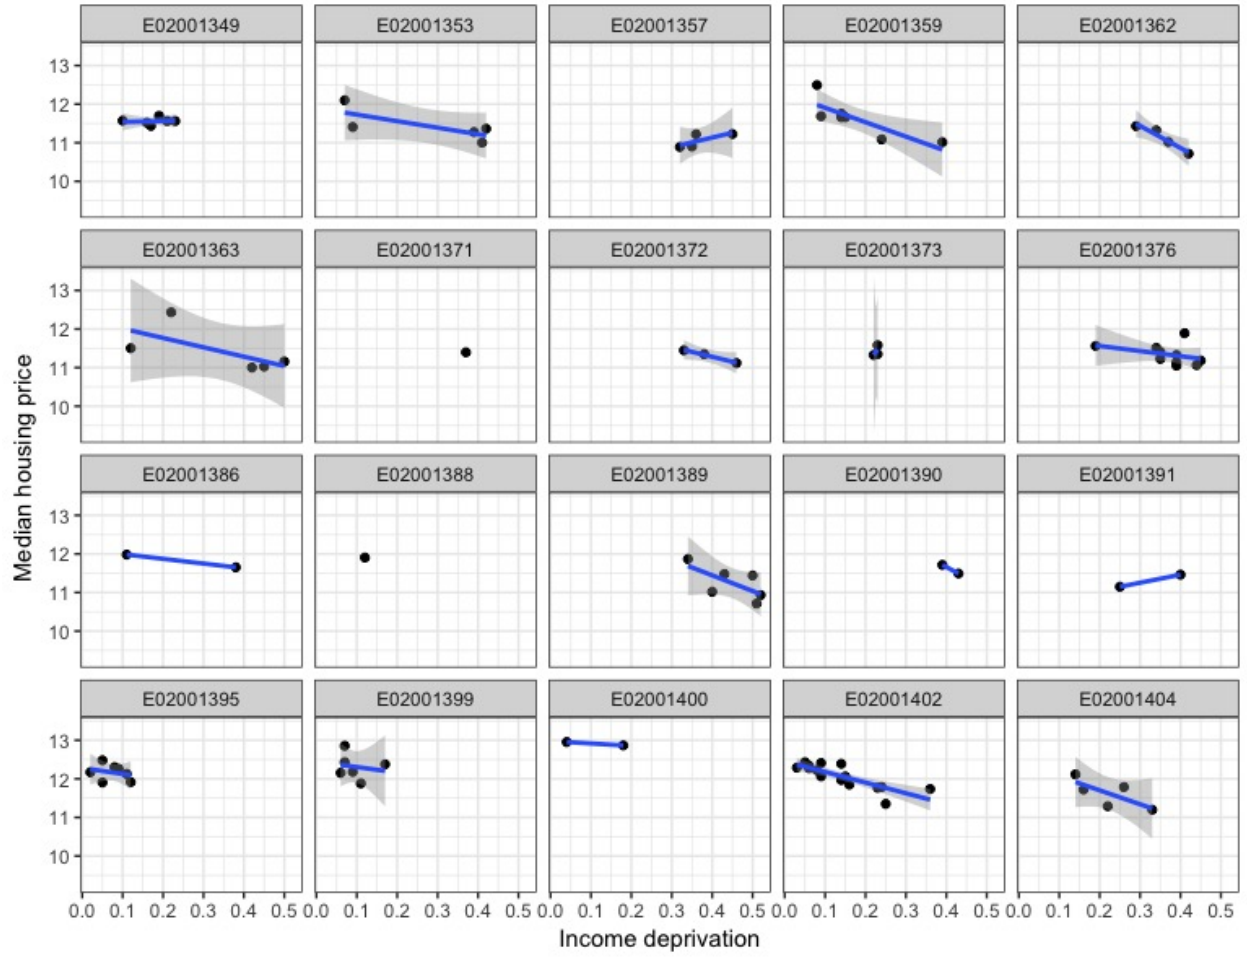 E02001349 E02001353 E02001357 E02001359 E02001362
13
12
11
10
E02001363 E02001371 E02001372 E02001373 E02001376
13
12
11
10
E02001386 E02001388 E02001389 E02001390 E02001391
13
12
11
10
E02001395 E02001399 E02001400 E02001402 E02001404
13
12
11
10
0.0 0.1 0.2 0.3 0.4 0.5 0.0 0.1 0.2 0.3 0.4 0.5 0.0 0.1 0.2 0.3 0.4 0.5 0.0 0.1 0.2 0.3 0.4 0.5 0.0 0.1 0.2 0.3 0.4 0.5
Income deprivation
Median housing price